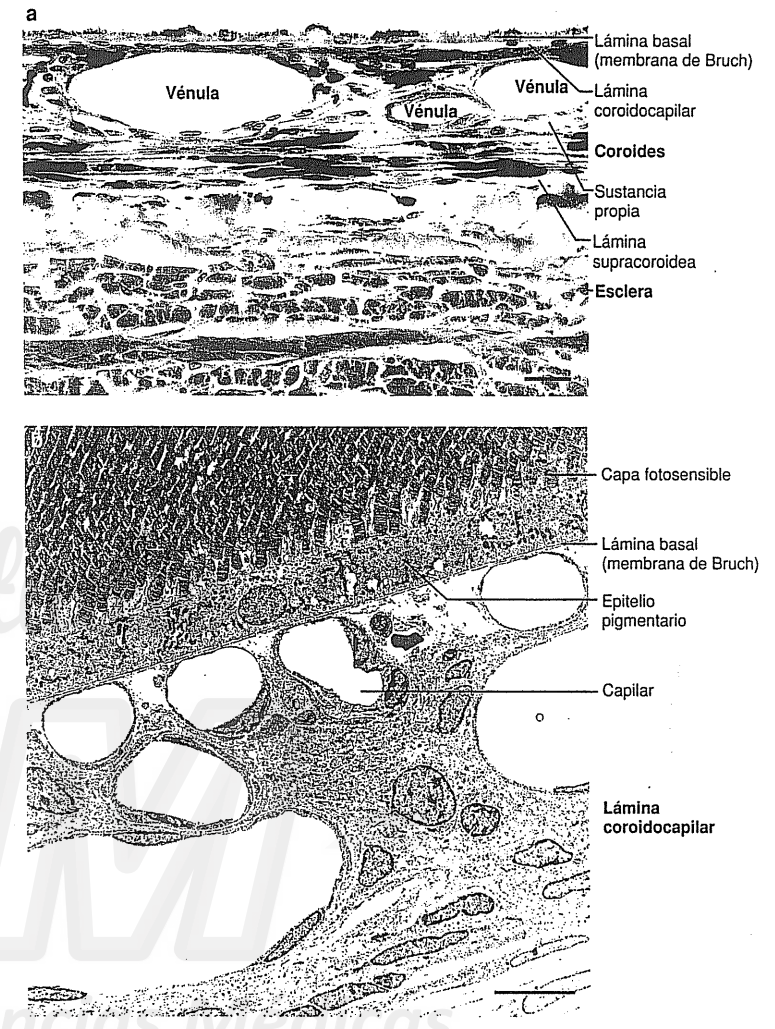 a
Lámina basal
(membrana de Bruch)
Vénula
Vénula
Vénula
Lámina
coroidocapilar
Coroides
Sustancia
propia
Lámina
supracoroidea
Esclera
b
Capa fotosensible
Lámina basal
(membrana de Bruch)
Epitelio
pigmentario
Capilar
Lámina
coroidocapilar
M